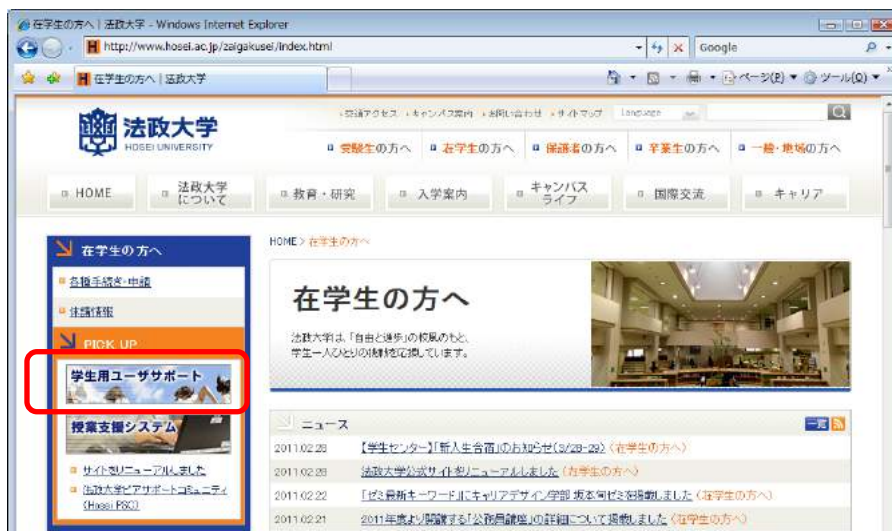 在学生の方へ | 法政大学 - Windows Internet Explorer
http://www.hosei.ac.jp/zaigakusei/index.html
Google
在学生の方へ | 法政大学
ページ(P)
ツール(O)
法政大学
HOSEI UNIVERSITY
交通アクセス
キャンパス案内
お問い合わせ
サイトマップ
Language
受験生の方へ
在学生の方へ
保護者の方へ
卒業生の方へ
一般・地域の方へ
HOME
法政大学
について
教育・研究
入学案内
キャンパス
ライフ
国際交流
キャリア
在学生の方へ
各種手続き・申請
休講情報
PICK UP
学生用ユーザサポート
授業支援システム
サイトをリニューアルしました
法政大学ピアサポートコミュニティ
(Hosei PSC)
HOME > 在学生の方へ
在学生の方へ
法政大学は、「自由と進歩」の校風のもと、
学生一人ひとりの挑戦を応援しています。
ニュース
一覧
2011.02.28 【学生センター】「新入生合宿」のお知らせ(3/28-29) (在学生の方へ)
2011.02.28 法政大学公式サイトをリニューアルしました (在学生の方へ)
2011.02.22 「ゼミ最新キーワード」にキャリアデザイン学部 坂本旬ゼミを掲載しました (在学生の方へ)
2011.02.21 2011年度より開講する「公務員講座」の詳細について掲載しました (在学生の方へ)